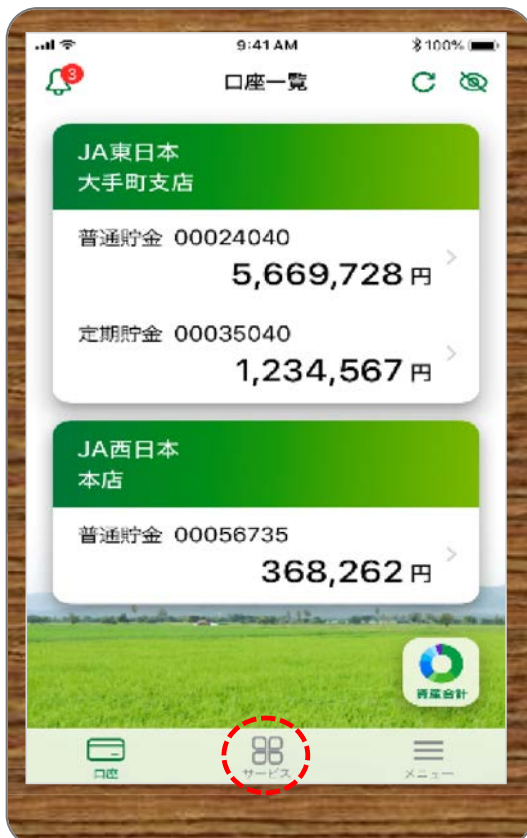 9:41 AM
100%
3
口座一覧
JA東日本
大手町支店
普通貯金 00024040
5,669,728 円
定期貯金 00035040
1,234,567 円
JA西日本
本店
普通貯金 00056735
368,262 円
資産合計
口座
サービス
メニュー